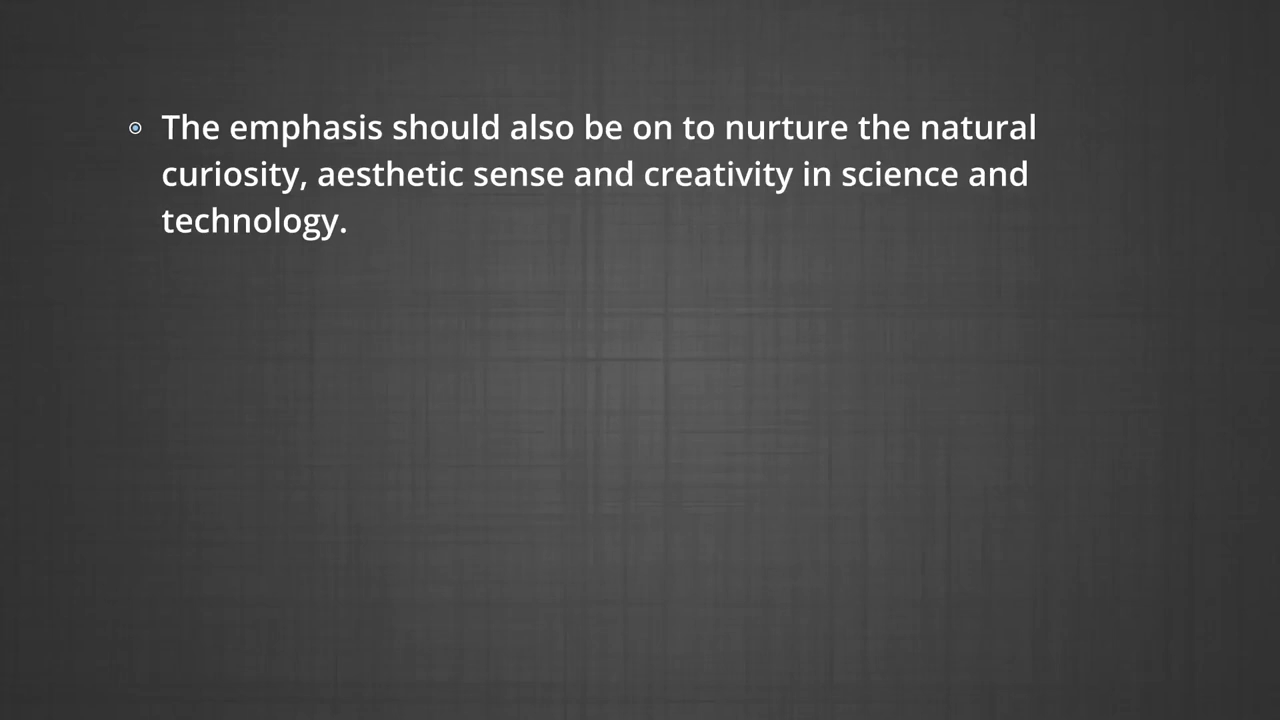 The emphasis should also be on to nurture the natural
curiosity, aesthetic sense and creativity in science and
technology.